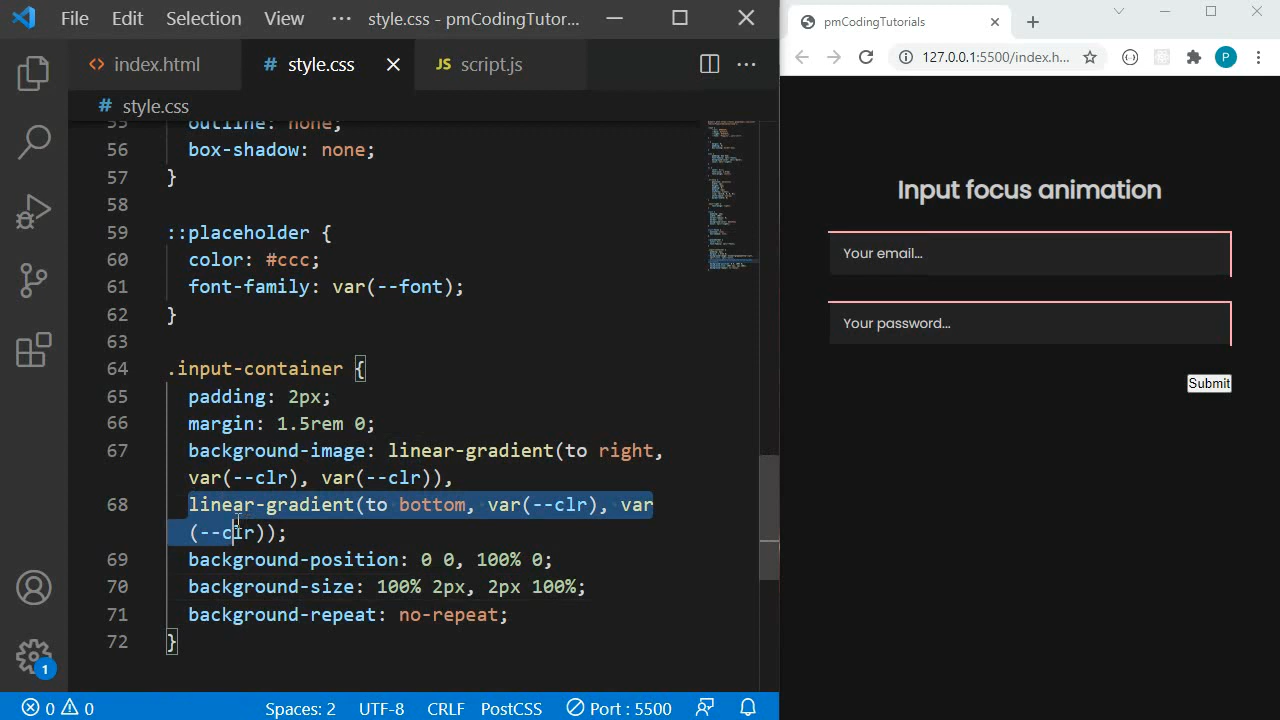 File Edit Selection View ··· style.css - pmCodingTutor...
index.html
style.css
JS script.js
# style.css
55 outline: none;
56 box-shadow: none;
57 }
58
59 ::placeholder {
60 color: #ccc;
61 font-family: var(--font);
62 }
63
64 .input-container {
65 padding: 2px;
66 margin: 1.5rem 0;
67 background-image: linear-gradient(to right,
var(--clr), var(--clr)),
68 linear-gradient(to bottom, var(--clr), var
(--clr));
69 background-position: 0 0, 100% 0;
70 background-size: 100% 2px, 2px 100%;
71 background-repeat: no-repeat;
72 }
1
0 0 Spaces: 2 UTF-8 CRLF PostCSS Port : 5500
pmCodingTutorials
127.0.0.1:5500/index.h...
P
Input focus animation
Your email...
Your password...
Submit